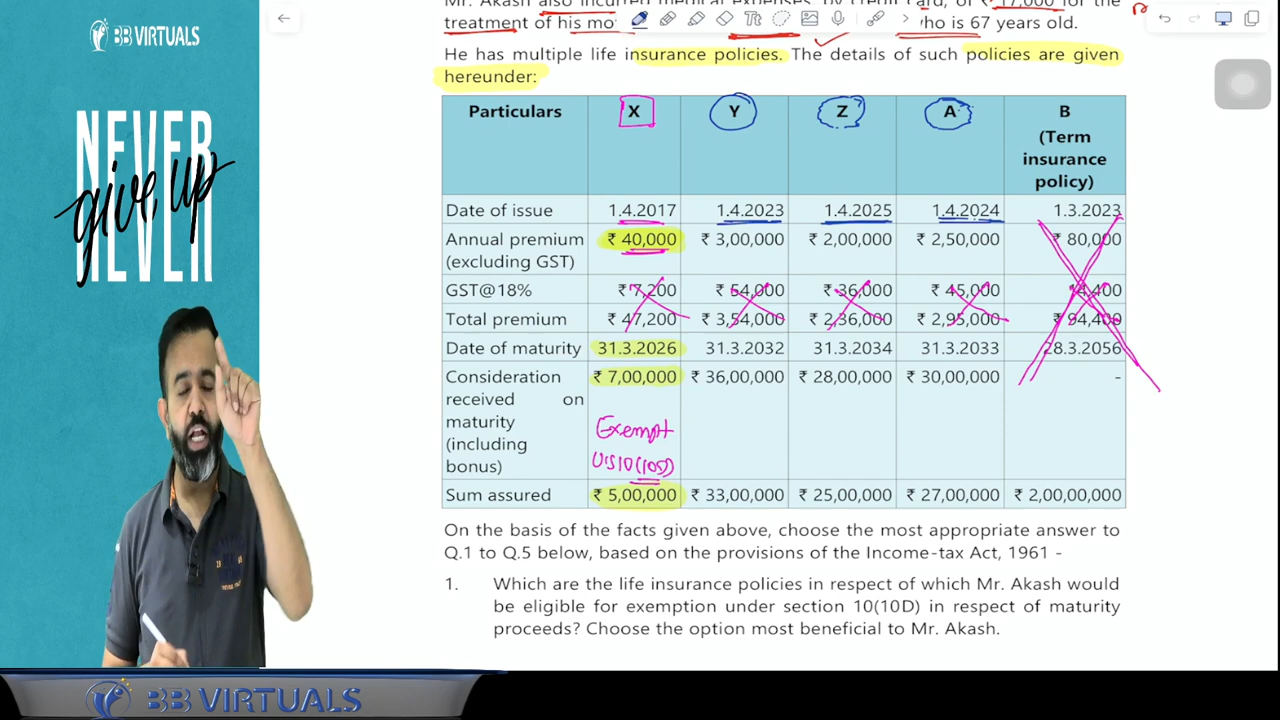 Mr. Akash also incurred medical expenses, by credit card, of ₹ 17,000 for the
treatment of his mo who is 67 years old.
He has multiple life insurance policies. The details of such policies are given
hereunder:
BB VIRTUALS
NEVER
give up
NEVER
Particulars X Y Z A B (Term insurance policy)
Date of issue 1.4.2017 1.4.2023 1.4.2025 1.4.2024 1.3.2023
Annual premium (excluding GST) ₹ 40,000 ₹ 3,00,000 ₹ 2,00,000 ₹ 2,50,000 ₹ 80,000
GST@18% ₹ 7,200 ₹ 54,000 ₹ 36,000 ₹ 45,000 14,400
Total premium ₹ 47,200 ₹ 3,54,000 ₹ 2,36,000 ₹ 2,95,000 ₹ 94,400
Date of maturity 31.3.2026 31.3.2032 31.3.2034 31.3.2033 28.3.2056
Consideration received on maturity (including bonus) ₹ 7,00,000 ₹ 36,00,000 ₹ 28,00,000 ₹ 30,00,000 -
Exempt
U/s10(10D)
Sum assured ₹ 5,00,000 ₹ 33,00,000 ₹ 25,00,000 ₹ 27,00,000 ₹ 2,00,00,000
On the basis of the facts given above, choose the most appropriate answer to
Q.1 to Q.5 below, based on the provisions of the Income-tax Act, 1961 -
1. Which are the life insurance policies in respect of which Mr. Akash would
be eligible for exemption under section 10(10D) in respect of maturity
proceeds? Choose the option most beneficial to Mr. Akash.
BB VIRTUALS